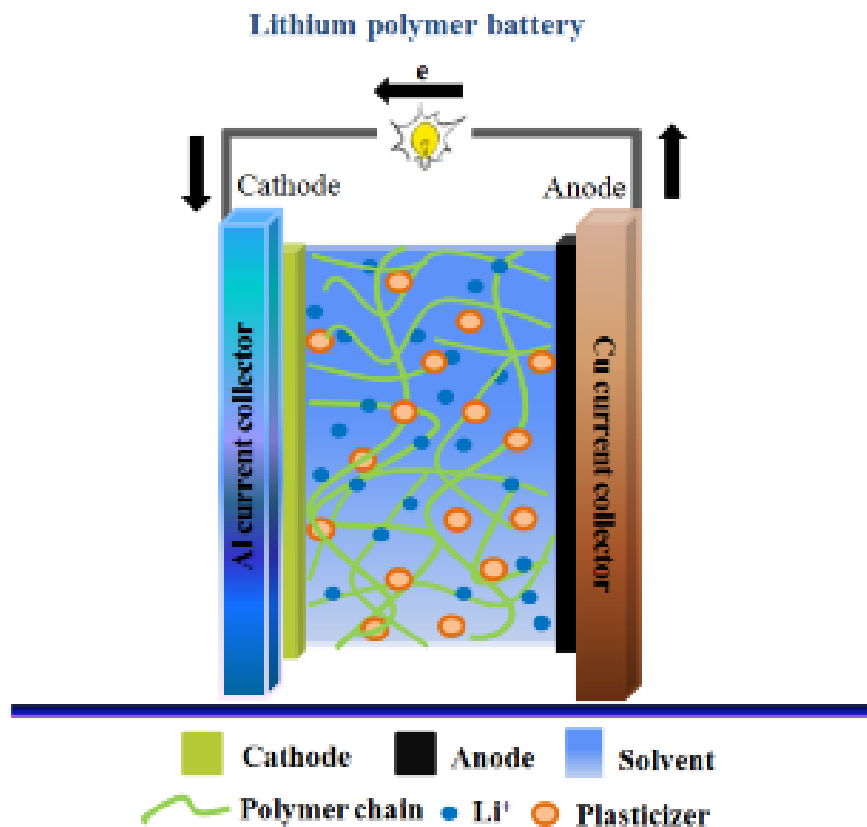 Lithium polymer battery
e
Cathode
Anode
Al current collector
Cu current collector
Cathode
Anode
Solvent
Polymer chain
Li⁺
Plasticizer